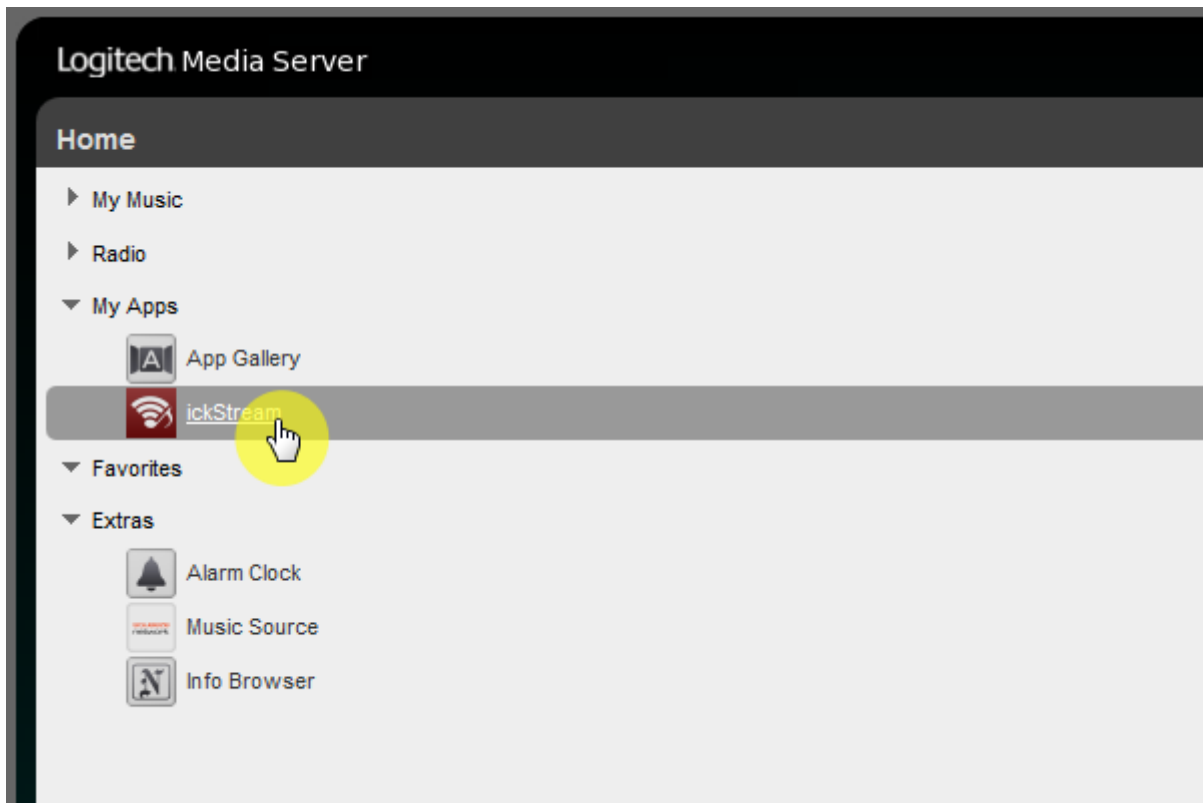 Logitech Media Server
Home
My Music
Radio
My Apps
App Gallery
ickStream
Favorites
Extras
Alarm Clock
Music Source
Info Browser